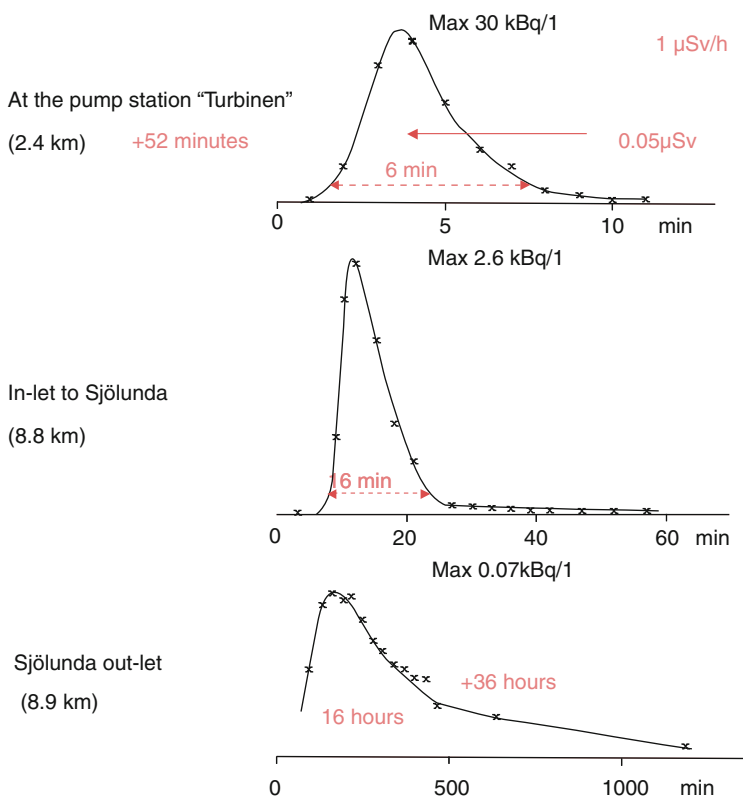 Max 30 kBq/1
1 µSv/h
At the pump station “Turbinen”
(2.4 km) +52 minutes
0.05µSv
6 min
0 5 10 min
Max 2.6 kBq/1
In-let to Sjölunda
(8.8 km)
16 min
0 20 40 60 min
Max 0.07kBq/1
Sjölunda out-let
(8.9 km)
+36 hours
16 hours
0 500 1000 min